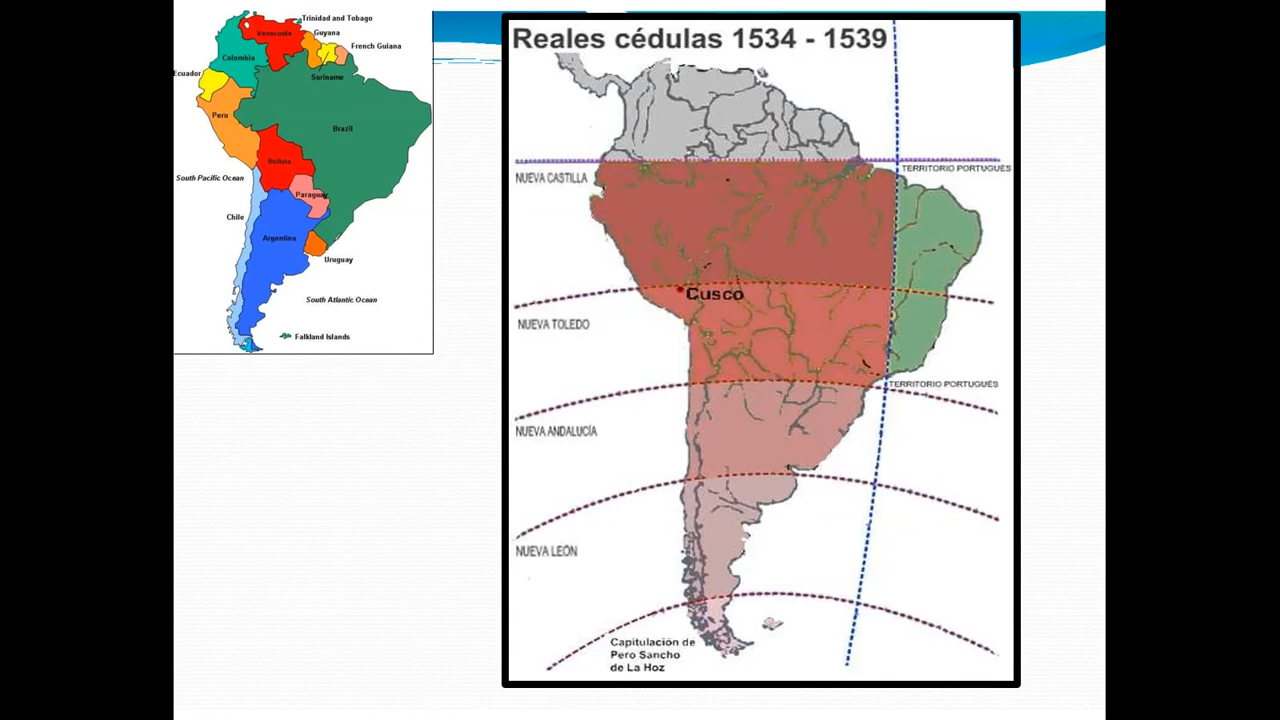 Trinidad and Tobago
Venezuela
Guyana
French Guiana
Colombia
Suriname
Ecuador
Peru
Brazil
Bolivia
South Pacific Ocean
Paraguay
Chile
Argentina
Uruguay
South Atlantic Ocean
Falkland Islands
Reales cédulas 1534 - 1539
TERRITORIO PORTUGUÉS
NUEVA CASTILLA
Cusco
NUEVA TOLEDO
TERRITORIO PORTUGUÉS
NUEVA ANDALUCÍA
NUEVA LEÓN
Capitulación de
Pero Sancho
de La Hoz